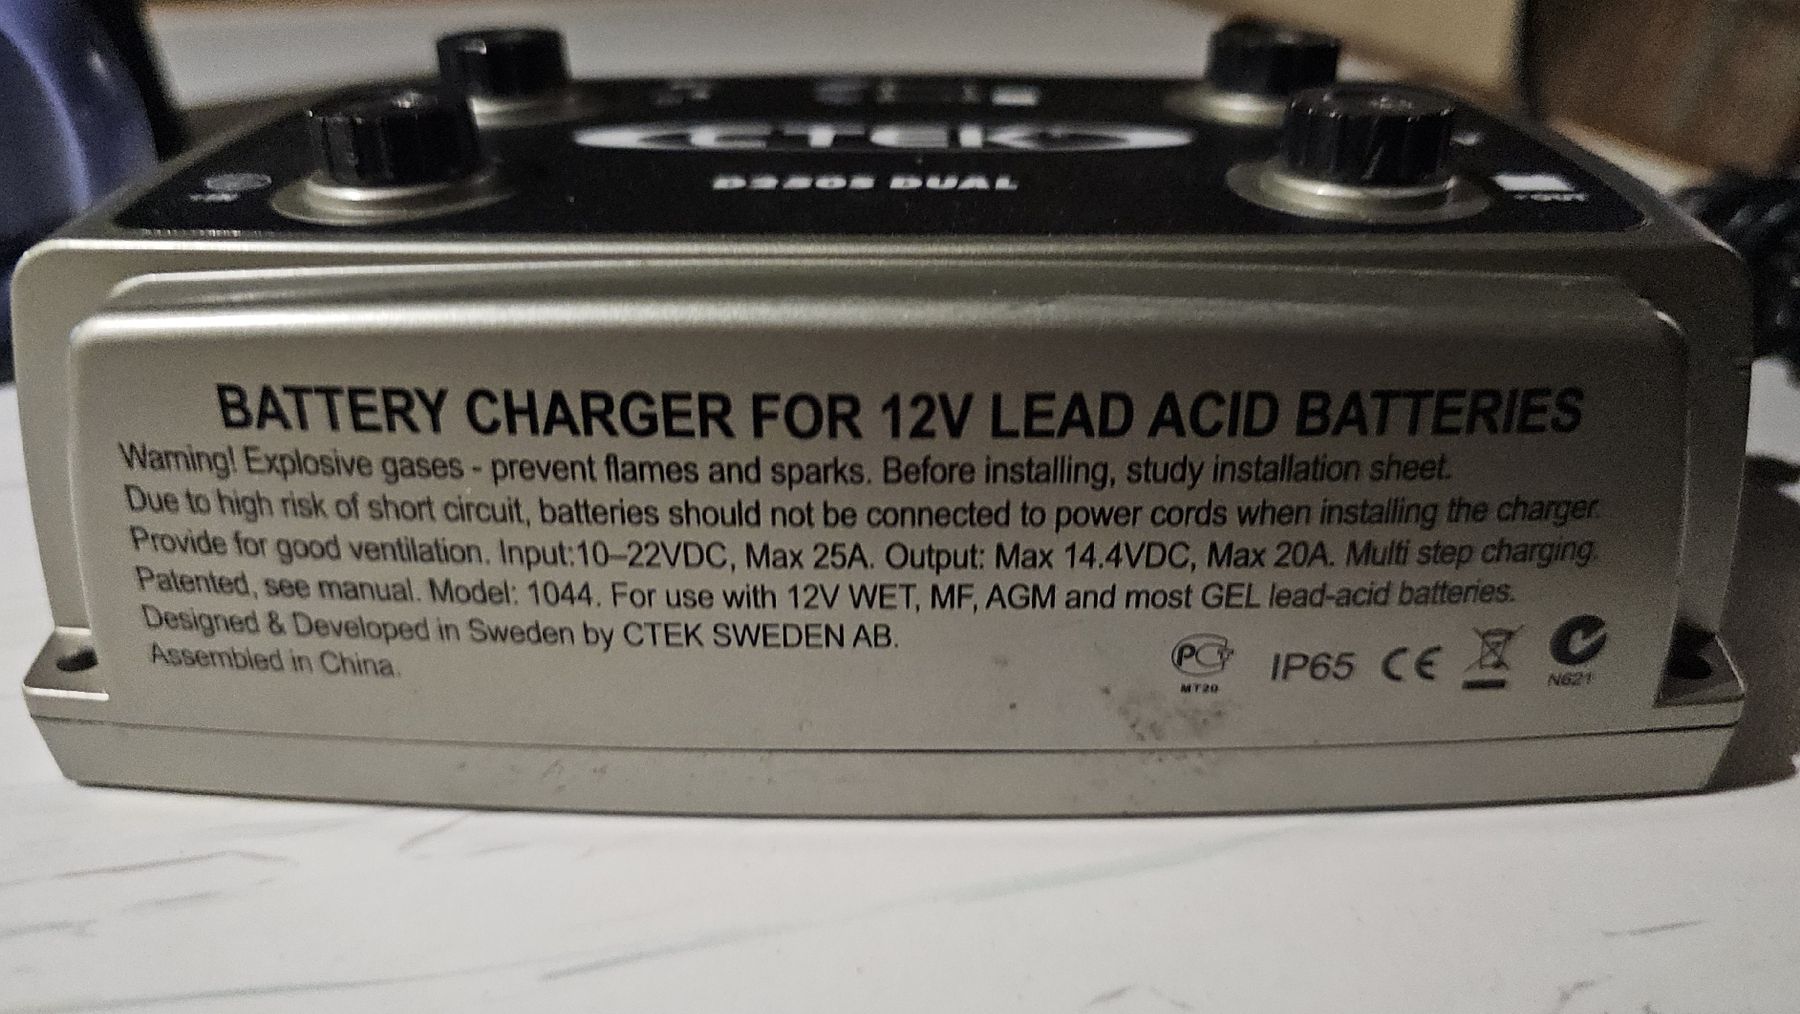 CTEK
D250S DUAL
OUT
BATTERY CHARGER FOR 12V LEAD ACID BATTERIES
Warning! Explosive gases - prevent flames and sparks. Before installing, study installation sheet.
Due to high risk of short circuit, batteries should not be connected to power cords when installing the charger.
Provide for good ventilation. Input:10–22VDC, Max 25A. Output: Max 14.4VDC, Max 20A. Multi step charging.
Patented, see manual. Model: 1044. For use with 12V WET, MF, AGM and most GEL lead-acid batteries.
Designed & Developed in Sweden by CTEK SWEDEN AB.
Assembled in China.
PCT IP65 CE
MT20 N621